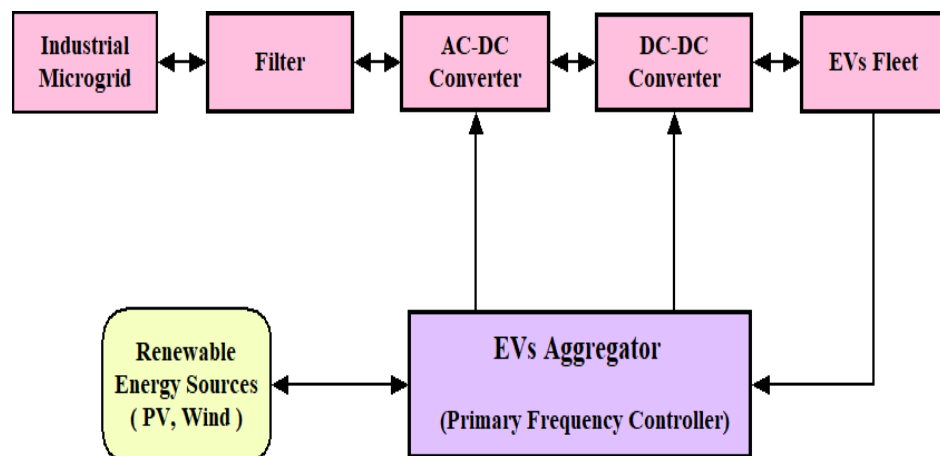 Industrial
Microgrid
Filter
AC-DC
Converter
DC-DC
Converter
EVs Fleet
Renewable
Energy Sources
( PV, Wind )
EVs Aggregator
(Primary Frequency Controller)